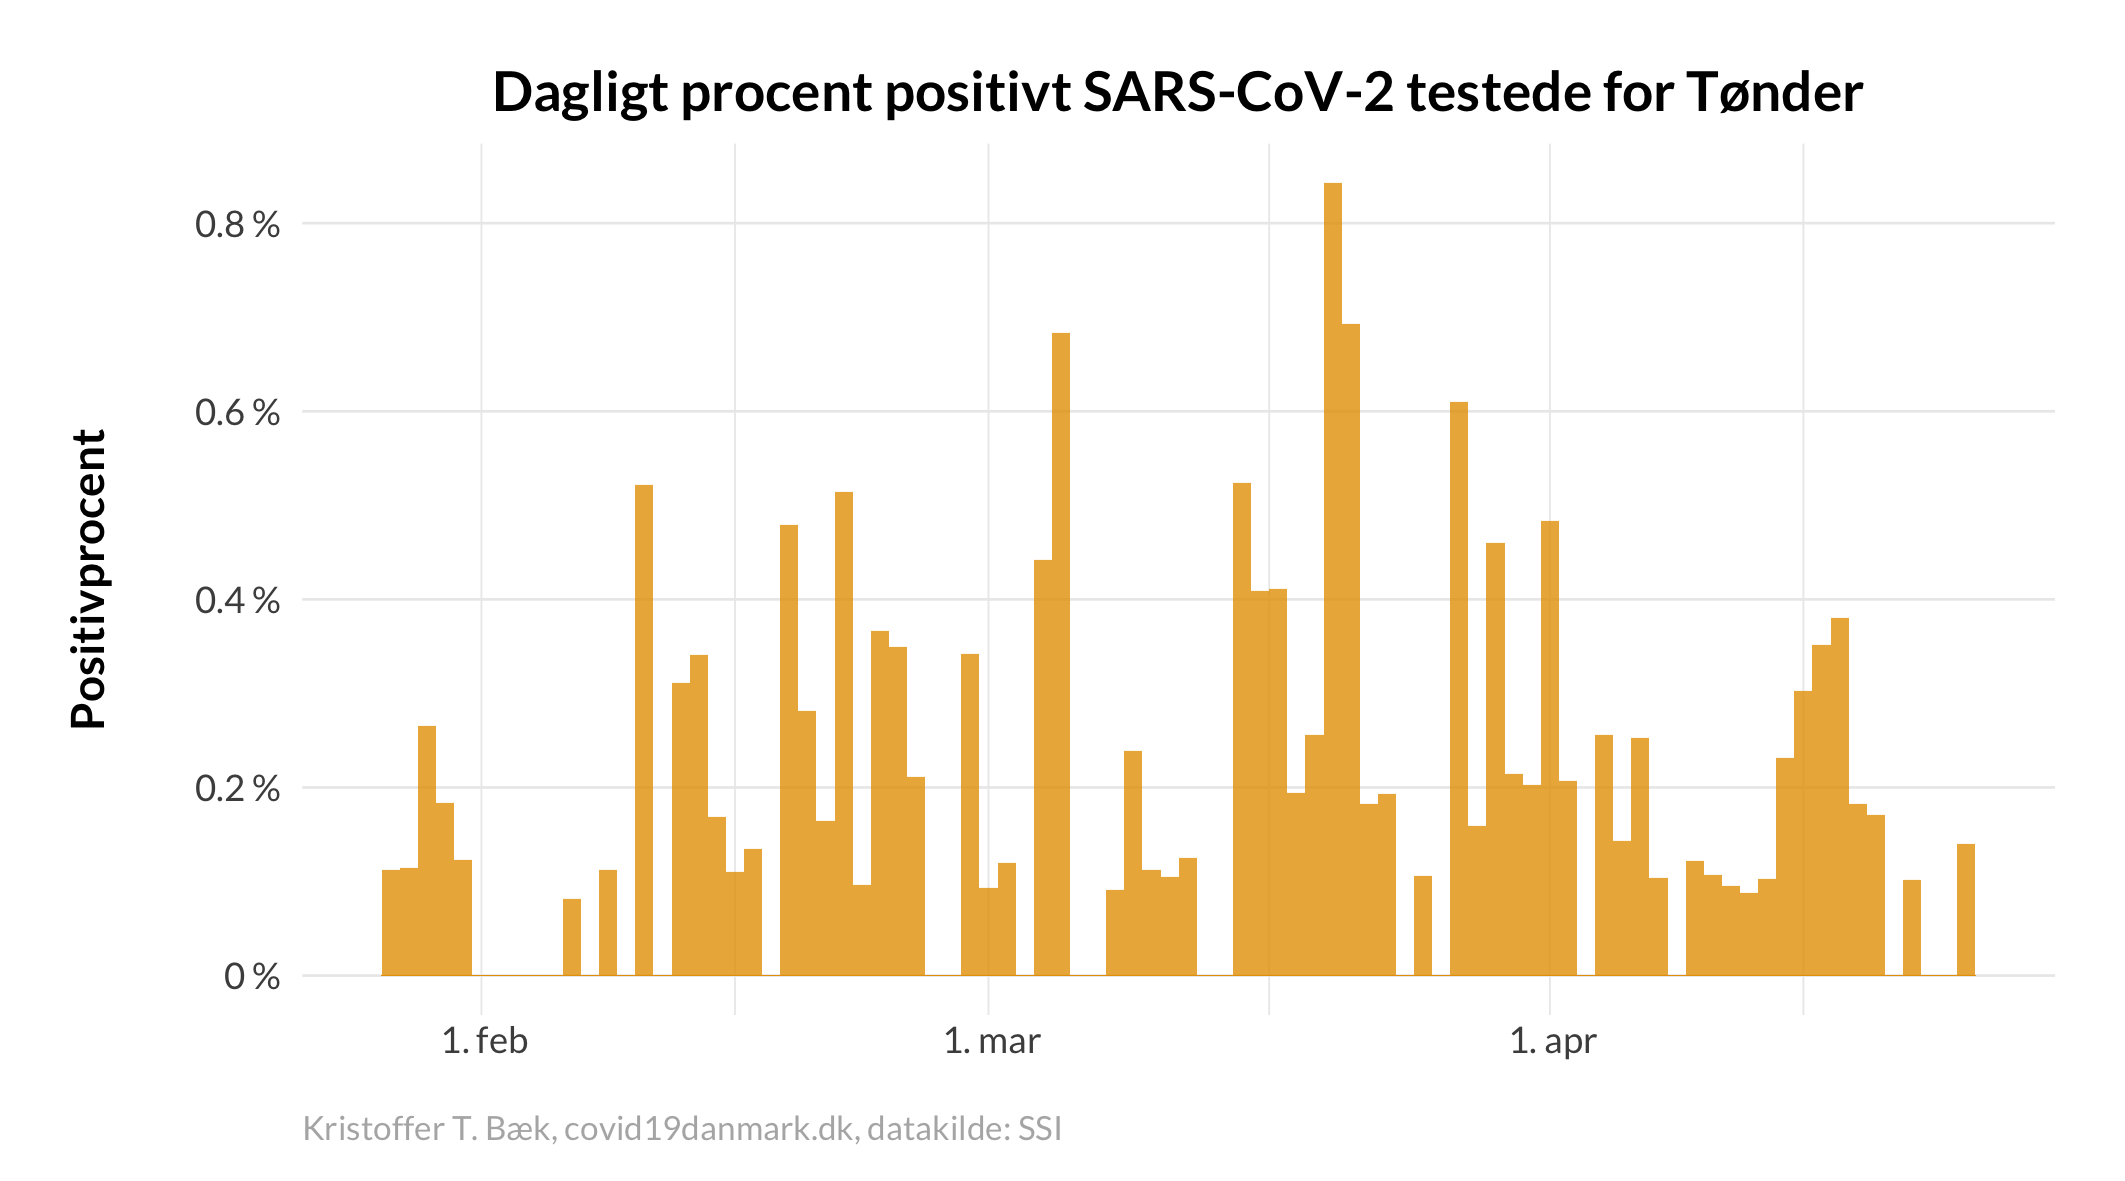 Dagligt procent positivt SARS-CoV-2 testede for Tønder
Positivprocent
0.8 %
0.6 %
0.4 %
0.2 %
0 %
1. feb
1. mar
1. apr
Kristoffer T. Bæk, covid19danmark.dk, datakilde: SSI